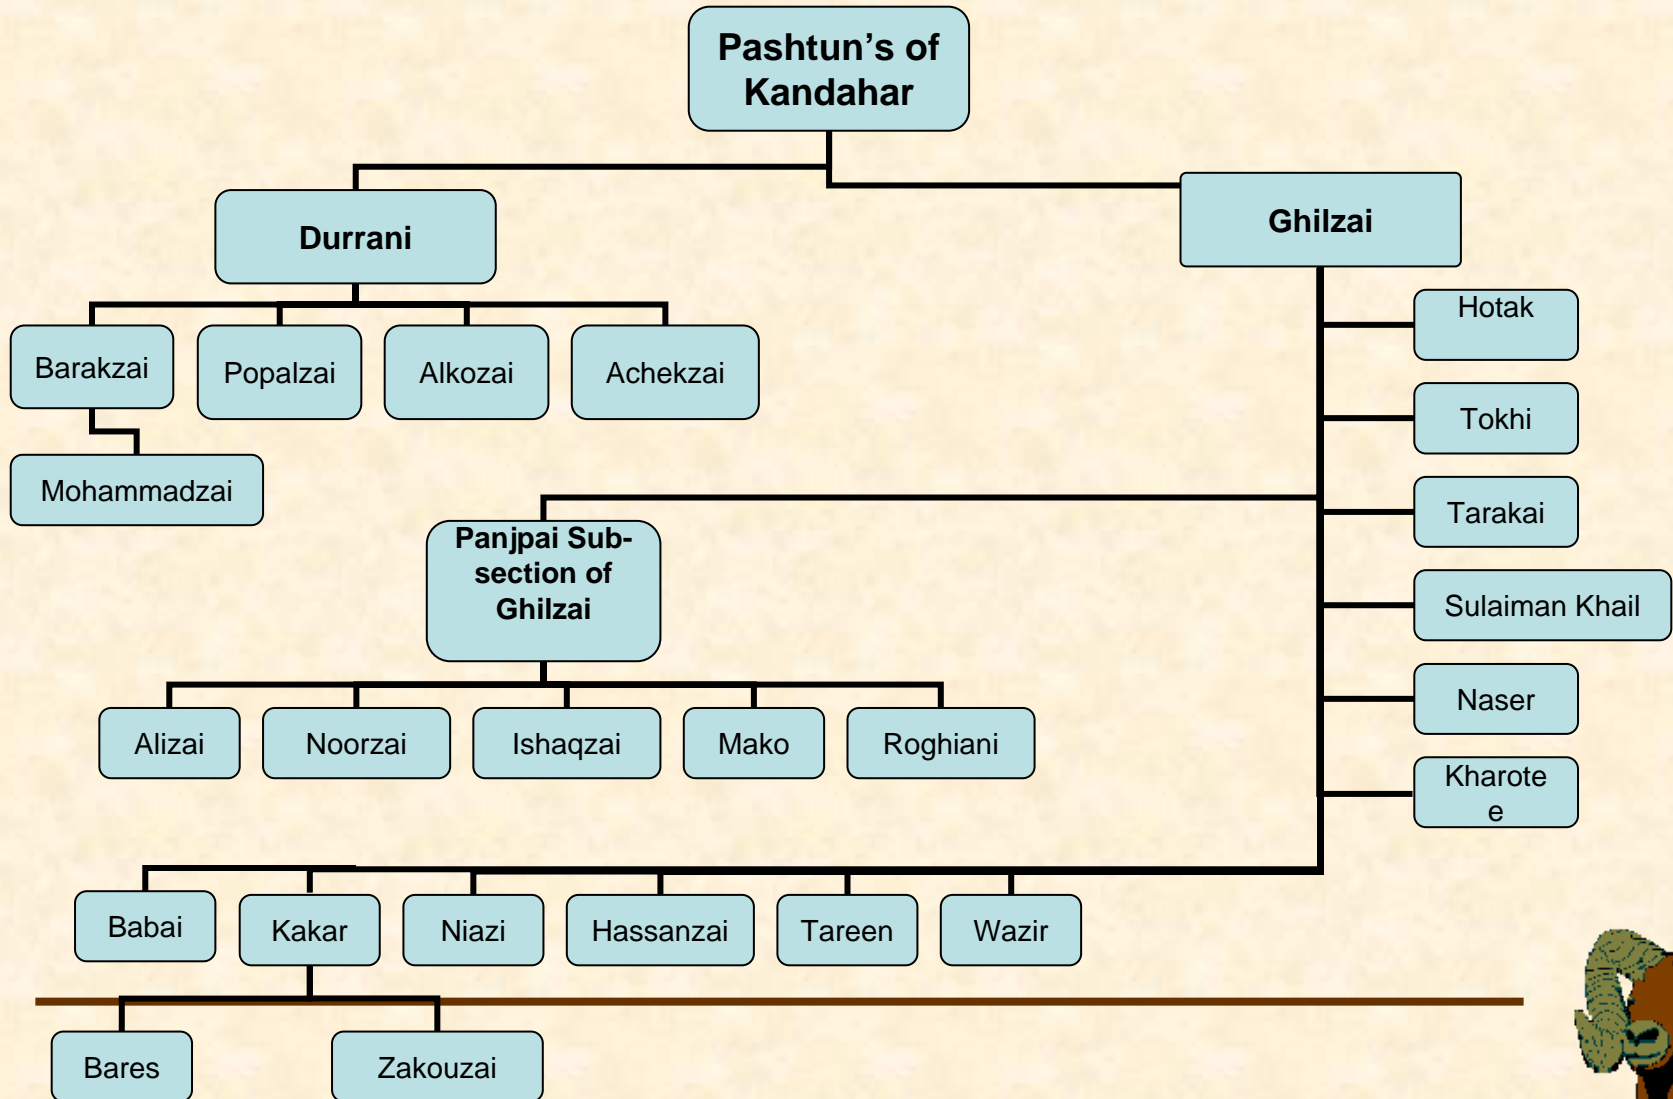 Pashtun’s of
Kandahar
Durrani
Ghilzai
Hotak
Barakzai
Popalzai
Alkozai
Achekzai
Tokhi
Mohammadzai
Tarakai
Panjpai Sub-
section of
Ghilzai
Sulaiman Khail
Naser
Alizai
Noorzai
Ishaqzai
Mako
Roghiani
Kharote
e
Babai
Kakar
Niazi
Hassanzai
Tareen
Wazir
Bares
Zakouzai